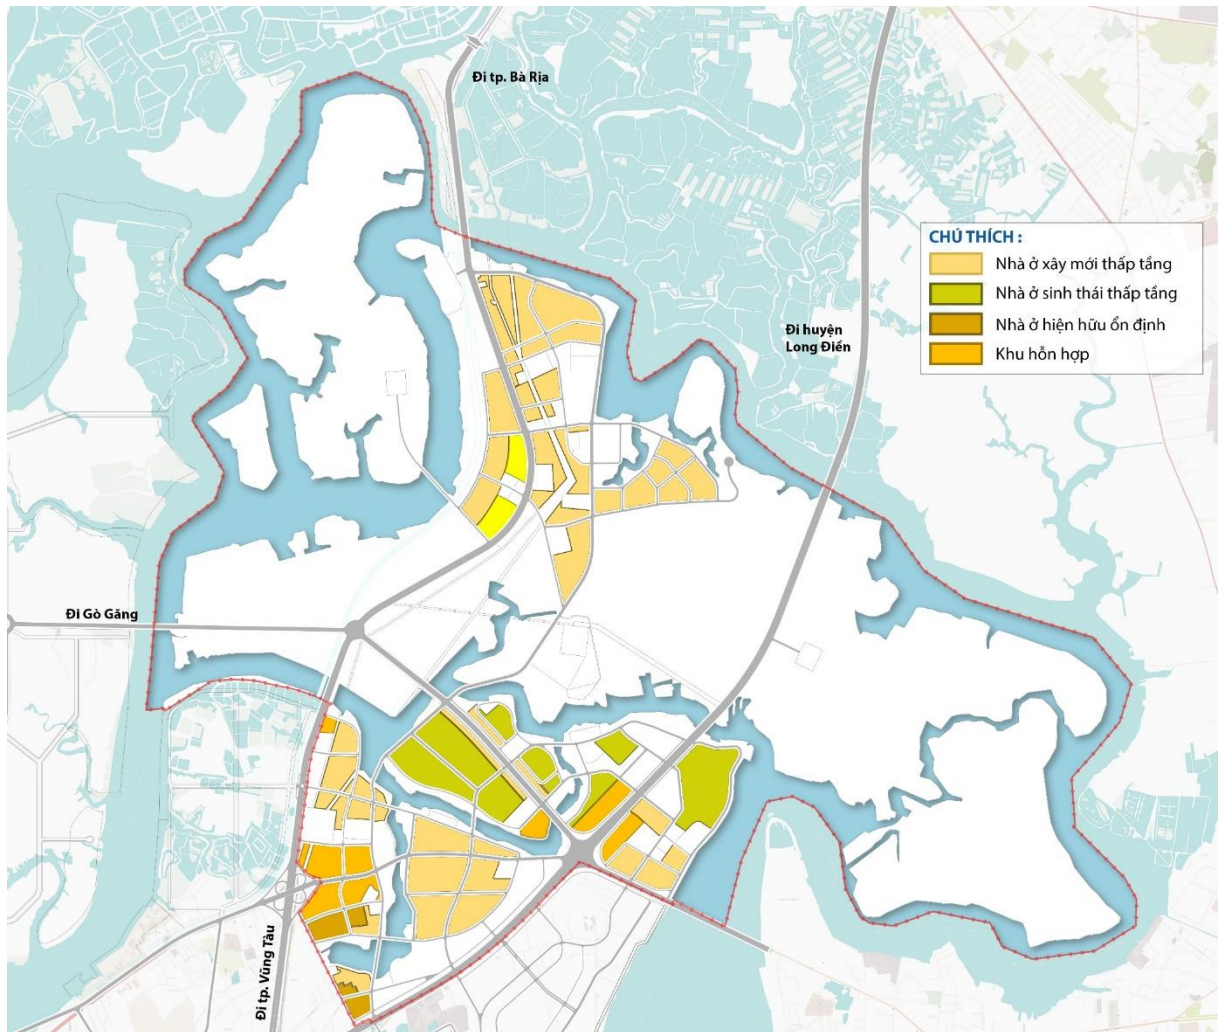 Đi tp. Bà Rịa
CHÚ THÍCH :
Nhà ở xây mới thấp tầng
Nhà ở sinh thái thấp tầng
Nhà ở hiện hữu ổn định
Khu hỗn hợp
Đi huyện
Long Điền
Đi Gò Găng
Đi tp. Vũng Tàu